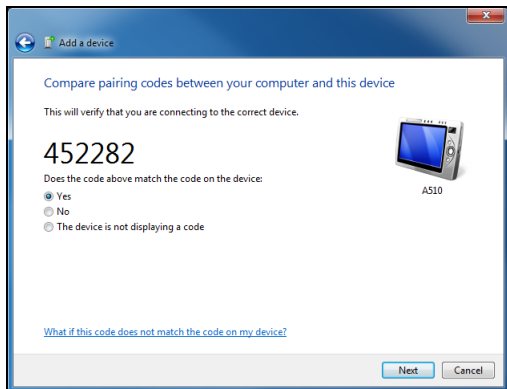 Add a device
Compare pairing codes between your computer and this device
This will verify that you are connecting to the correct device.
452282
Does the code above match the code on the device:
Yes
No
The device is not displaying a code
A510
What if this code does not match the code on my device?
Next
Cancel